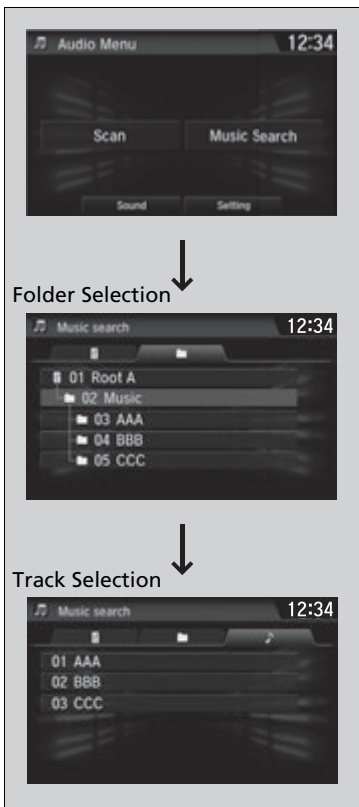 Audio Menu 12:34
Scan Music Search
Sound Setting
Folder Selection
Music search 12:34
01 Root A
02 Music
03 AAA
04 BBB
05 CCC
Track Selection
Music search 12:34
01 AAA
02 BBB
03 CCC